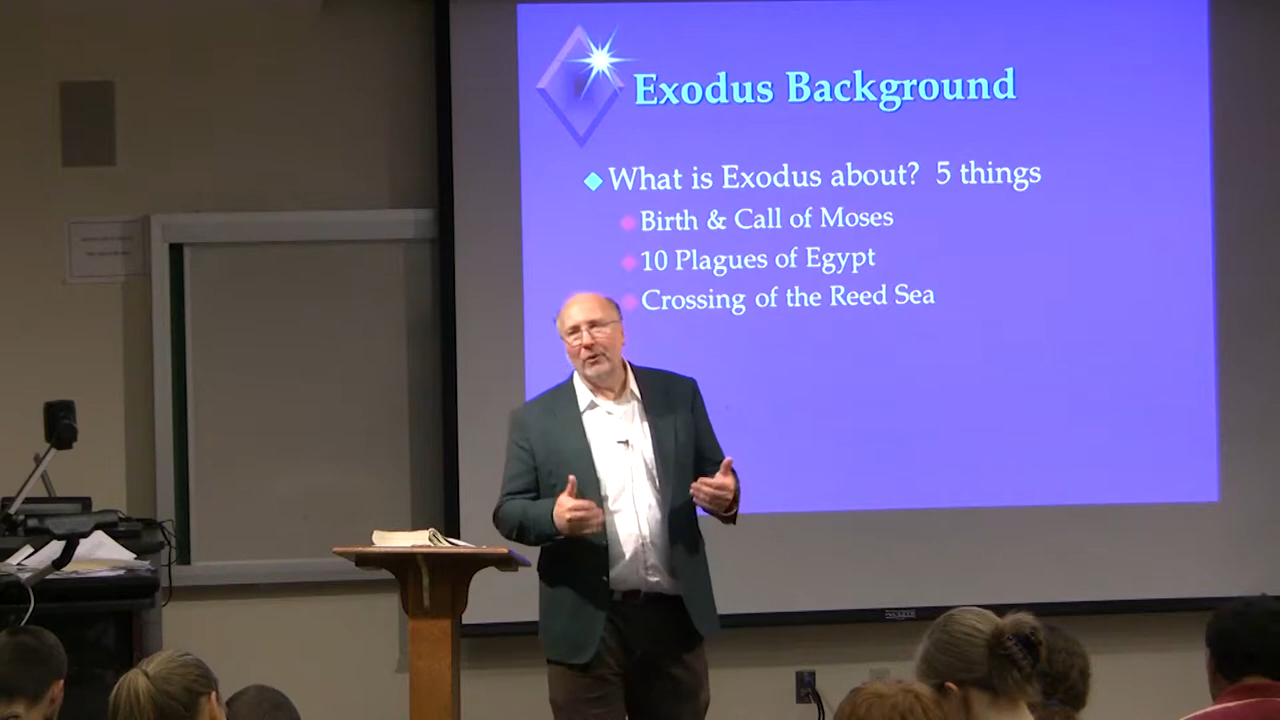 Exodus Background
What is Exodus about? 5 things
Birth & Call of Moses
10 Plagues of Egypt
Crossing of the Reed Sea